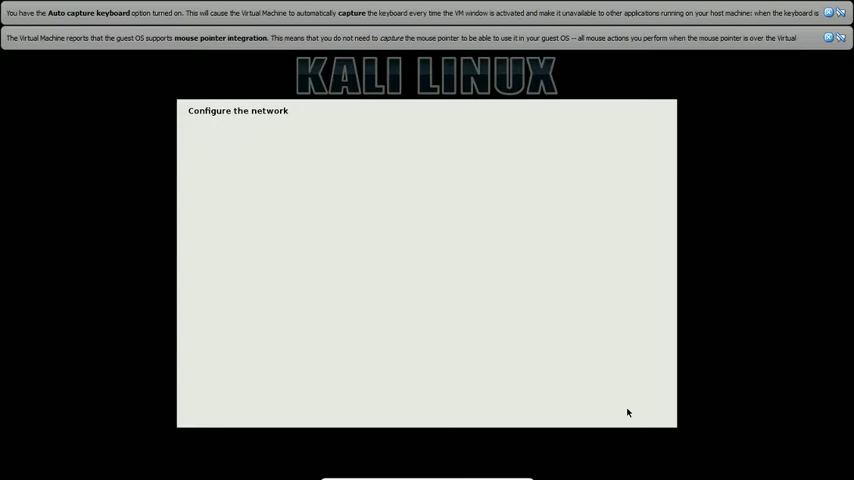 You have the Auto capture keyboard option turned on. This will cause the Virtual Machine to automatically capture the keyboard every time the VM window is activated and make it unavailable to other applications running on your host machine: when the keyboard is
The Virtual Machine reports that the guest OS supports mouse pointer integration. This means that you do not need to capture the mouse pointer to be able to use it in your guest OS -- all mouse actions you perform when the mouse pointer is over the Virtual
KALI LINUX
Configure the network